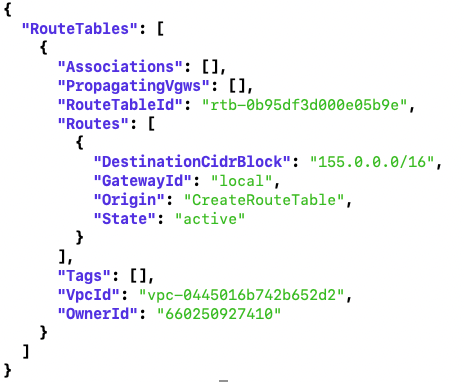 {
  "RouteTables": [
    {
      "Associations": [],
      "PropagatingVgws": [],
      "RouteTableId": "rtb-0b95df3d000e05b9e",
      "Routes": [
        {
          "DestinationCidrBlock": "155.0.0.0/16",
          "GatewayId": "local",
          "Origin": "CreateRouteTable",
          "State": "active"
        }
      ],
      "Tags": [],
      "VpcId": "vpc-0445016b742b652d2",
      "OwnerId": "660250927410"
    }
  ]
}